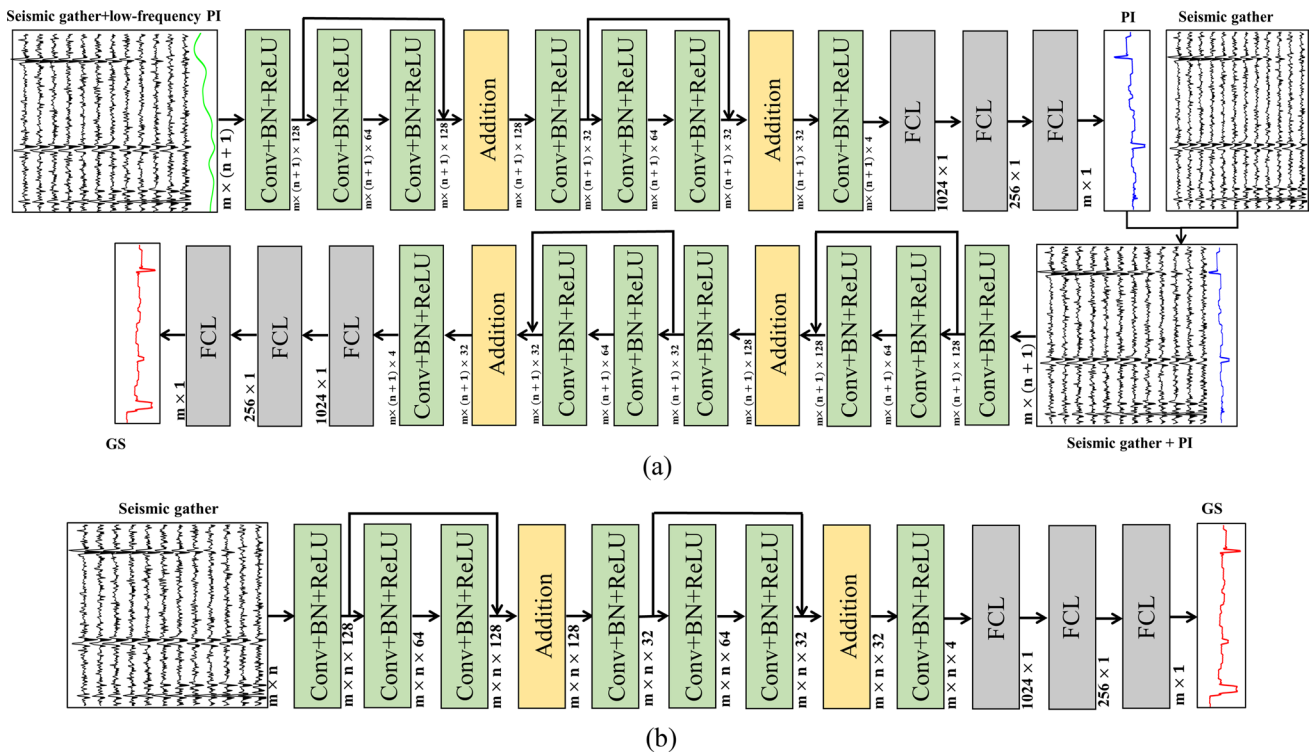 Seismic gather+low-frequency PI
m × (n + 1)
Conv+BN+ReLU
m× (n + 1) × 128
Conv+BN+ReLU
m× (n + 1) × 64
Conv+BN+ReLU
m× (n + 1) × 128
Addition
m× (n + 1) × 128
Conv+BN+ReLU
m× (n + 1) × 32
Conv+BN+ReLU
m× (n + 1) × 64
Conv+BN+ReLU
m× (n + 1) × 32
Addition
m× (n + 1) × 32
Conv+BN+ReLU
m× (n + 1) × 4
FCL
1024 × 1
FCL
256 × 1
FCL
m × 1
PI
Seismic gather
Seismic gather + PI
m × (n + 1)
Conv+BN+ReLU
m× (n + 1) × 128
Conv+BN+ReLU
m× (n + 1) × 64
Conv+BN+ReLU
m× (n + 1) × 128
Addition
m× (n + 1) × 128
Conv+BN+ReLU
m× (n + 1) × 32
Conv+BN+ReLU
m× (n + 1) × 64
Conv+BN+ReLU
m× (n + 1) × 32
Addition
m× (n + 1) × 32
Conv+BN+ReLU
m× (n + 1) × 4
FCL
1024 × 1
FCL
256 × 1
FCL
m × 1
GS
(a)
Seismic gather
m × n
Conv+BN+ReLU
m × n × 128
Conv+BN+ReLU
m × n × 64
Conv+BN+ReLU
m × n × 128
Addition
m × n × 128
Conv+BN+ReLU
m × n × 32
Conv+BN+ReLU
m × n × 64
Conv+BN+ReLU
m × n × 32
Addition
m × n × 32
Conv+BN+ReLU
m × n × 4
FCL
1024 × 1
FCL
256 × 1
FCL
m × 1
GS
(b)